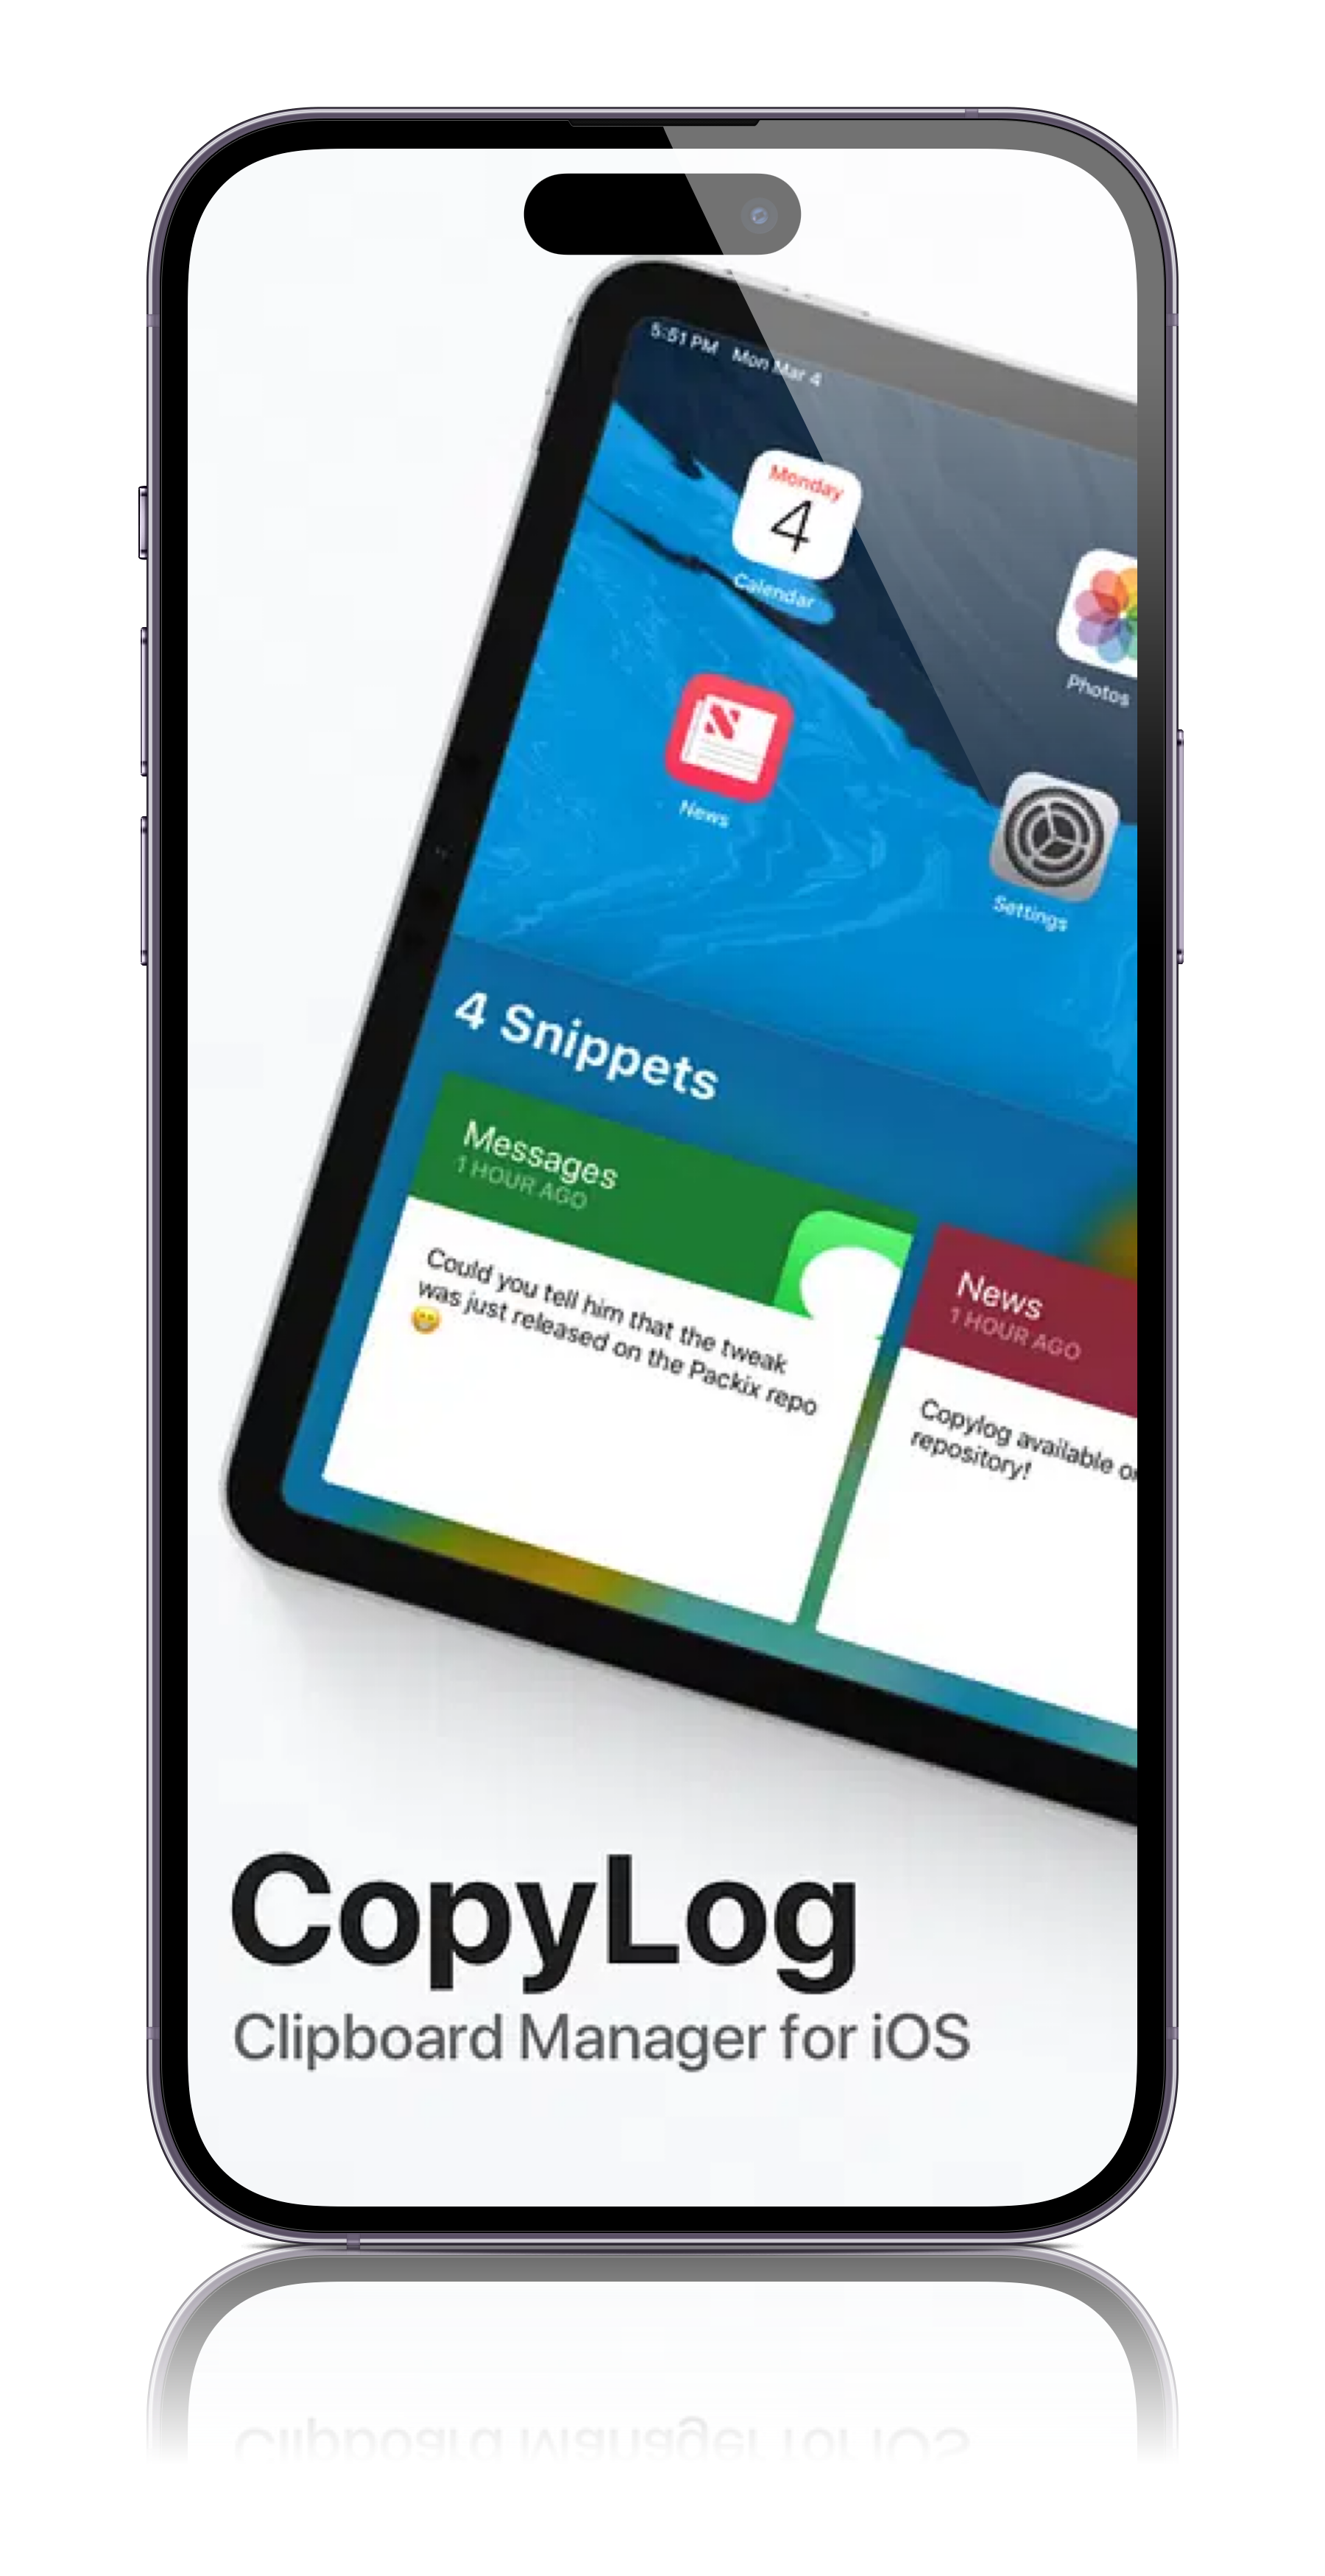 5:51 PM Mon Mar 4
Monday
4
Calendar
Photos
News
Settings
4 Snippets
Messages
1 HOUR AGO
Could you tell him that the tweak
was just released on the Packix repo
😁
News
1 HOUR AGO
Copylog available
repository!
CopyLog
Clipboard Manager for iOS